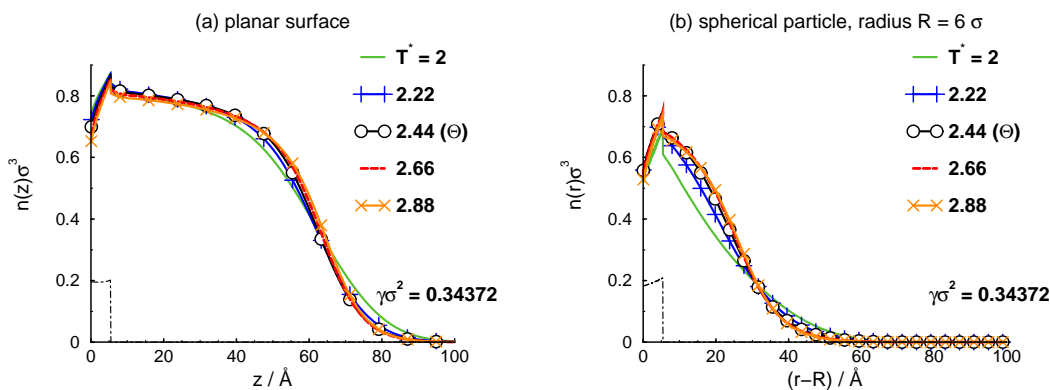 (a) planar surface
T* = 2
2.22
2.44 (Θ)
2.66
2.88
γσ² = 0.34372
n(z)σ³
0.8
0.6
0.4
0.2
0
0 20 40 60 80 100
z / Å
(b) spherical particle, radius R = 6 σ
T* = 2
2.22
2.44 (Θ)
2.66
2.88
γσ² = 0.34372
n(r)σ³
0.8
0.6
0.4
0.2
0
0 20 40 60 80 100
(r−R) / Å